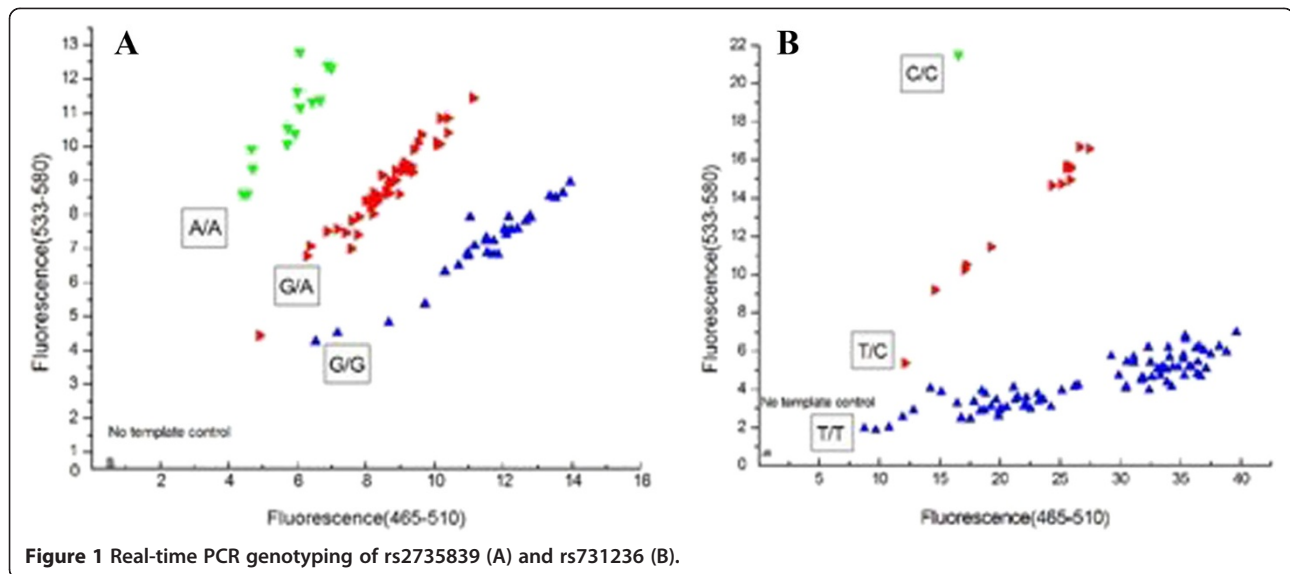 A
Fluorescence(533-580)
13
12
11
10
9
8
7
6
5
4
3
2
1
0
A/A
G/A
G/G
No template control
2
4
6
8
10
12
14
16
Fluorescence(465-510)
B
Fluorescence(533-580)
22
20
18
16
14
12
10
8
6
4
2
0
C/C
T/C
No template control
T/T
5
10
15
20
25
30
35
40
Fluorescence(465-510)
Figure 1 Real-time PCR genotyping of rs2735839 (A) and rs731236 (B).